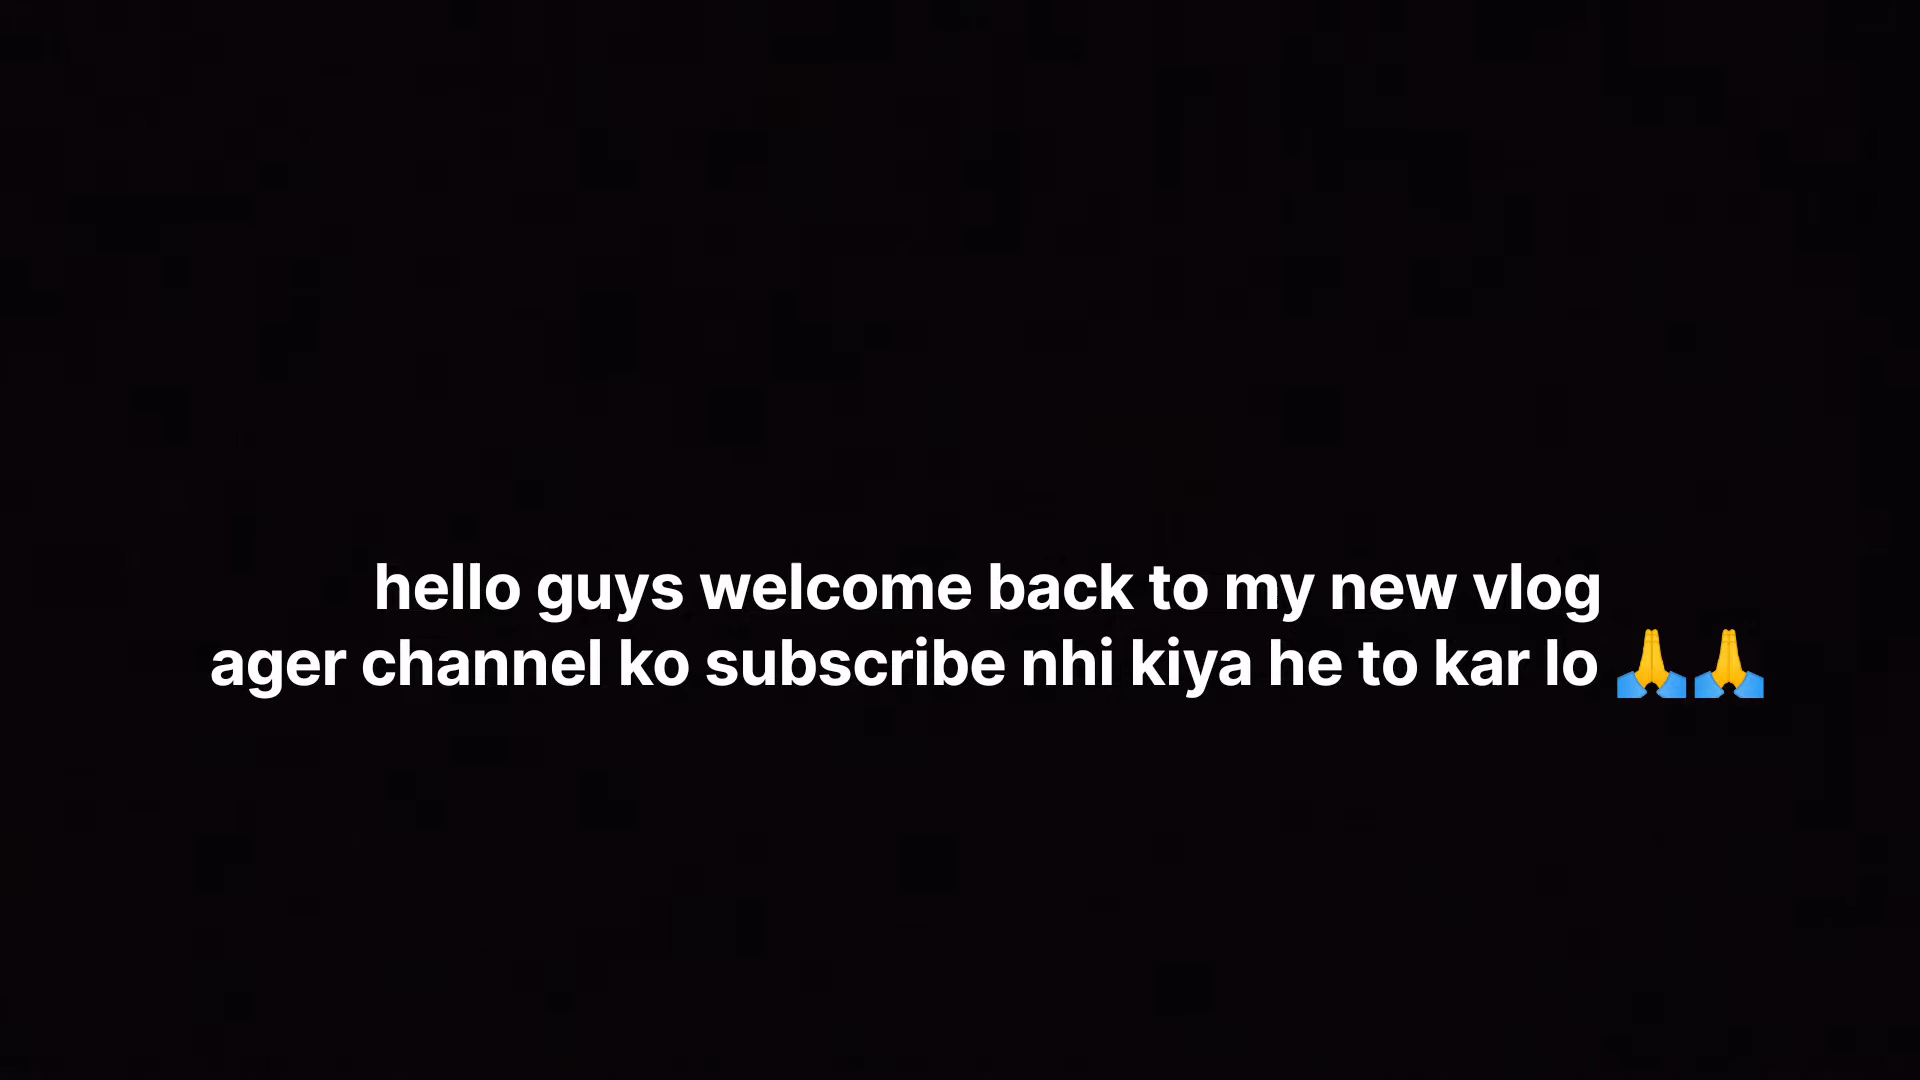 hello guys welcome back to my new vlog
ager channel ko subscribe nhi kiya he to kar lo 🙏🙏